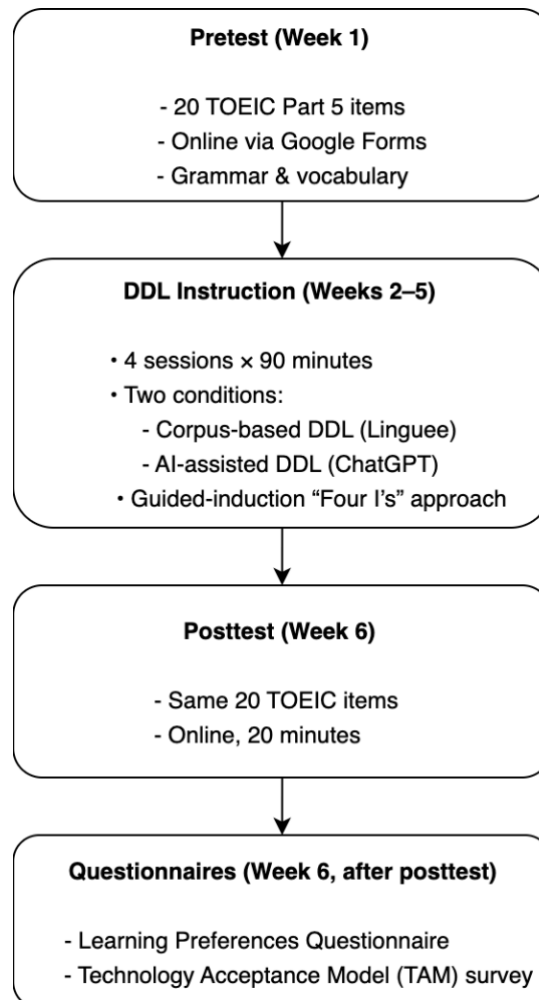 Pretest (Week 1)
- 20 TOEIC Part 5 items
- Online via Google Forms
- Grammar & vocabulary
DDL Instruction (Weeks 2–5)
• 4 sessions × 90 minutes
• Two conditions:
- Corpus-based DDL (Linguee)
- AI-assisted DDL (ChatGPT)
• Guided-induction “Four I's” approach
Posttest (Week 6)
- Same 20 TOEIC items
- Online, 20 minutes
Questionnaires (Week 6, after posttest)
- Learning Preferences Questionnaire
- Technology Acceptance Model (TAM) survey